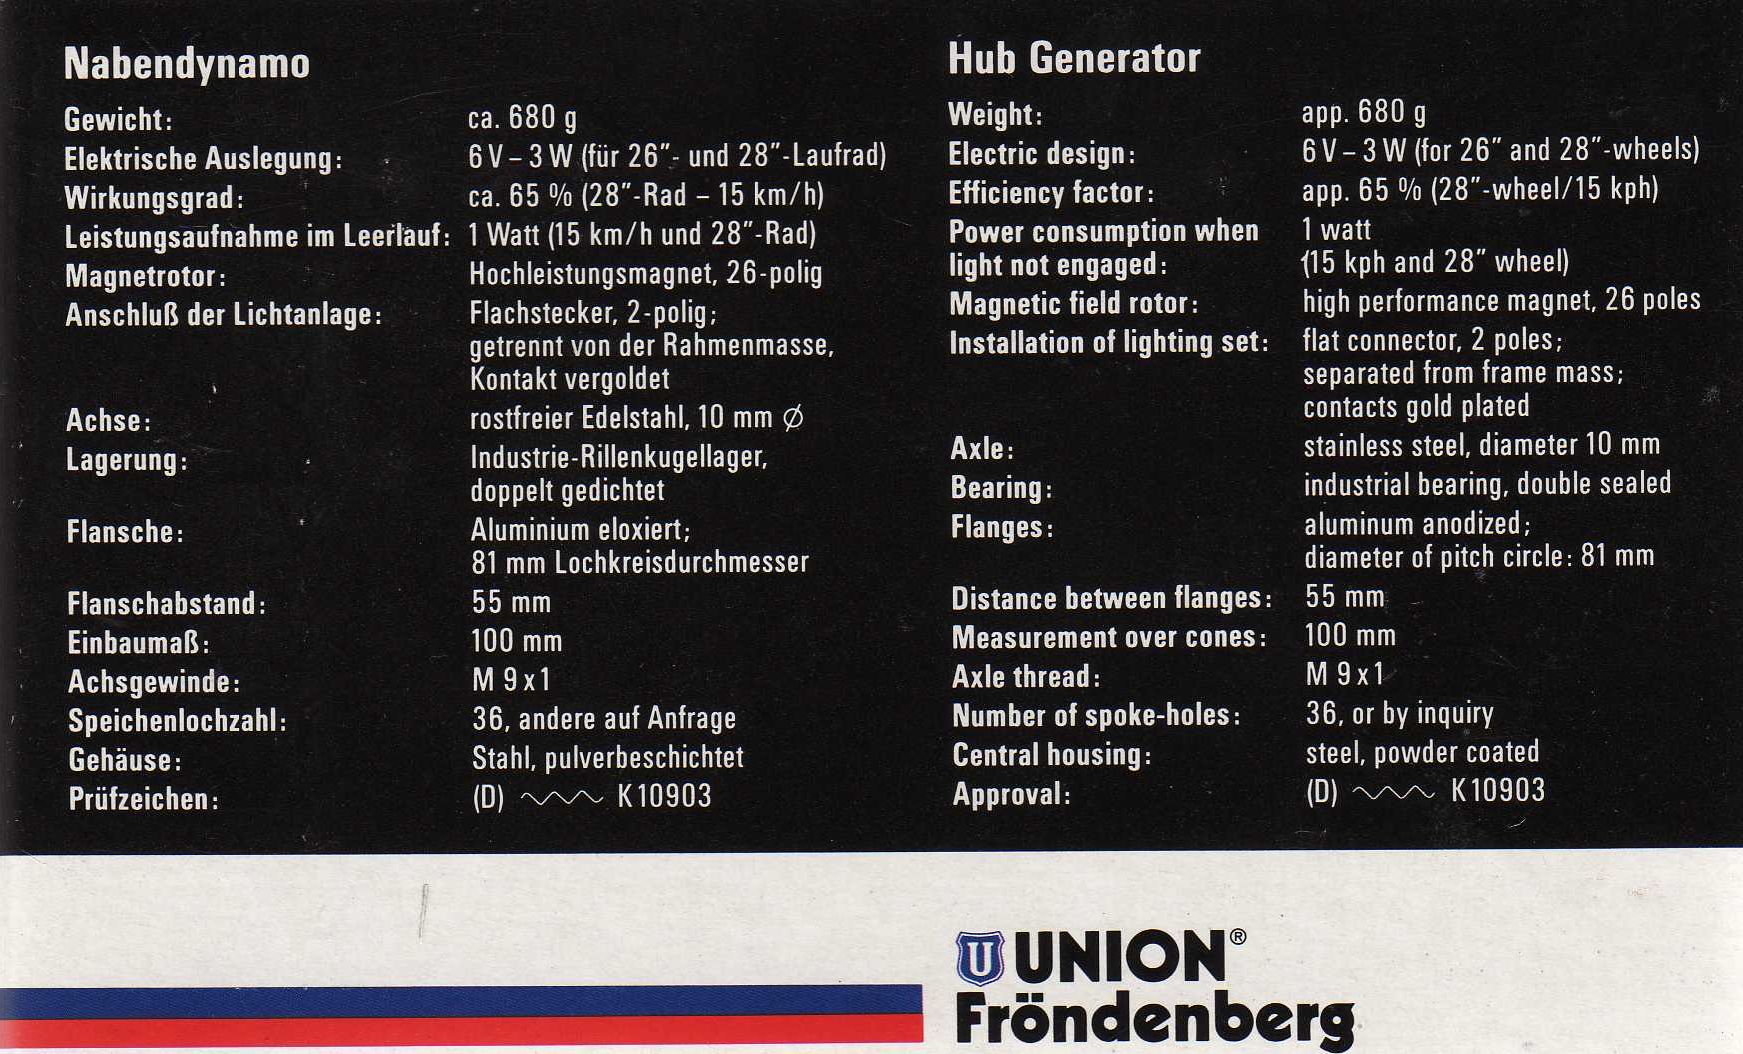 Nabendynamo
Gewicht: ca. 680 g
Elektrische Auslegung: 6 V – 3 W (für 26"- und 28"-Laufrad)
Wirkungsgrad: ca. 65 % (28"-Rad – 15 km/h)
Leistungsaufnahme im Leerlauf: 1 Watt (15 km/h und 28"-Rad)
Magnetrotor: Hochleistungsmagnet, 26-polig
Anschluß der Lichtanlage: Flachstecker, 2-polig;
getrennt von der Rahmenmasse,
Kontakt vergoldet
Achse: rostfreier Edelstahl, 10 mm ∅
Lagerung: Industrie-Rillenkugellager,
doppelt gedichtet
Flansche: Aluminium eloxiert;
81 mm Lochkreisdurchmesser
Flanschabstand: 55 mm
Einbaumaß: 100 mm
Achsgewinde: M 9x1
Speichenlochzahl: 36, andere auf Anfrage
Gehäuse: Stahl, pulverbeschichtet
Prüfzeichen: (D) K 10903
Hub Generator
Weight: app. 680 g
Electric design: 6 V – 3 W (for 26" and 28"-wheels)
Efficiency factor: app. 65 % (28"-wheel/15 kph)
Power consumption when 1 watt
light not engaged: (15 kph and 28" wheel)
Magnetic field rotor: high performance magnet, 26 poles
Installation of lighting set: flat connector, 2 poles;
separated from frame mass;
contacts gold plated
Axle: stainless steel, diameter 10 mm
Bearing: industrial bearing, double sealed
Flanges: aluminum anodized;
diameter of pitch circle: 81 mm
Distance between flanges: 55 mm
Measurement over cones: 100 mm
Axle thread: M 9x1
Number of spoke-holes: 36, or by inquiry
Central housing: steel, powder coated
Approval: (D) K 10903
U UNION®
Fröndenberg